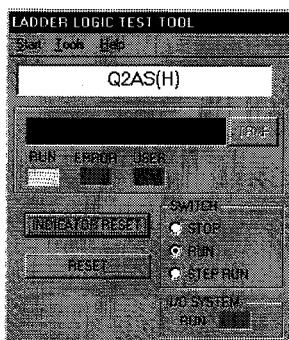 LADDER LOGIC TEST TOOL
Start Tools Help
Q2AS(H)
RUN ERROR USER
INDICATOR RESET
RESET
SWITCH
STOP
RUN
STEP RUN
I/O SYSTEM
RUN